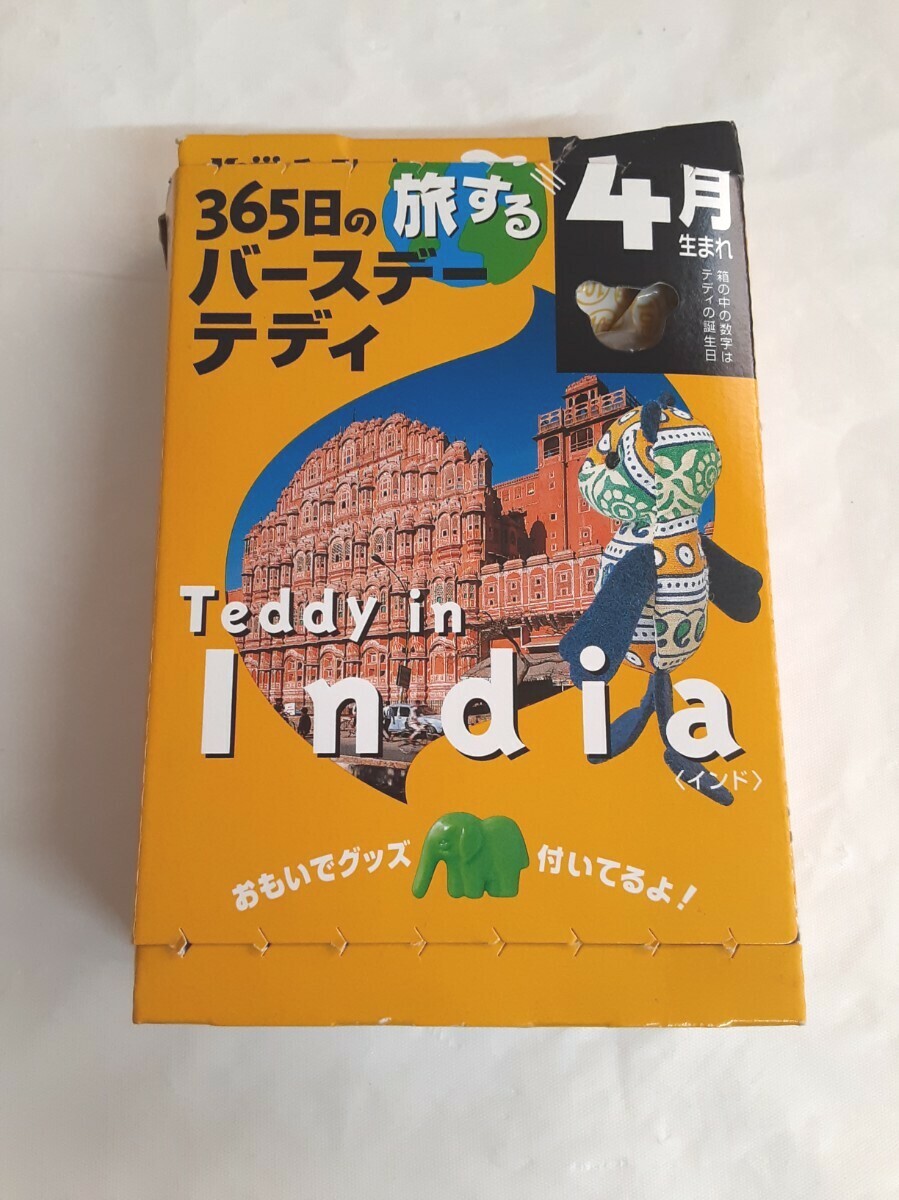 365日の旅する
バースデー
テディ
4月
生まれ
箱の中の数字は
テディの誕生日
Teddy in
India
〈インド〉
おもいでグッズ 付いてるよ!